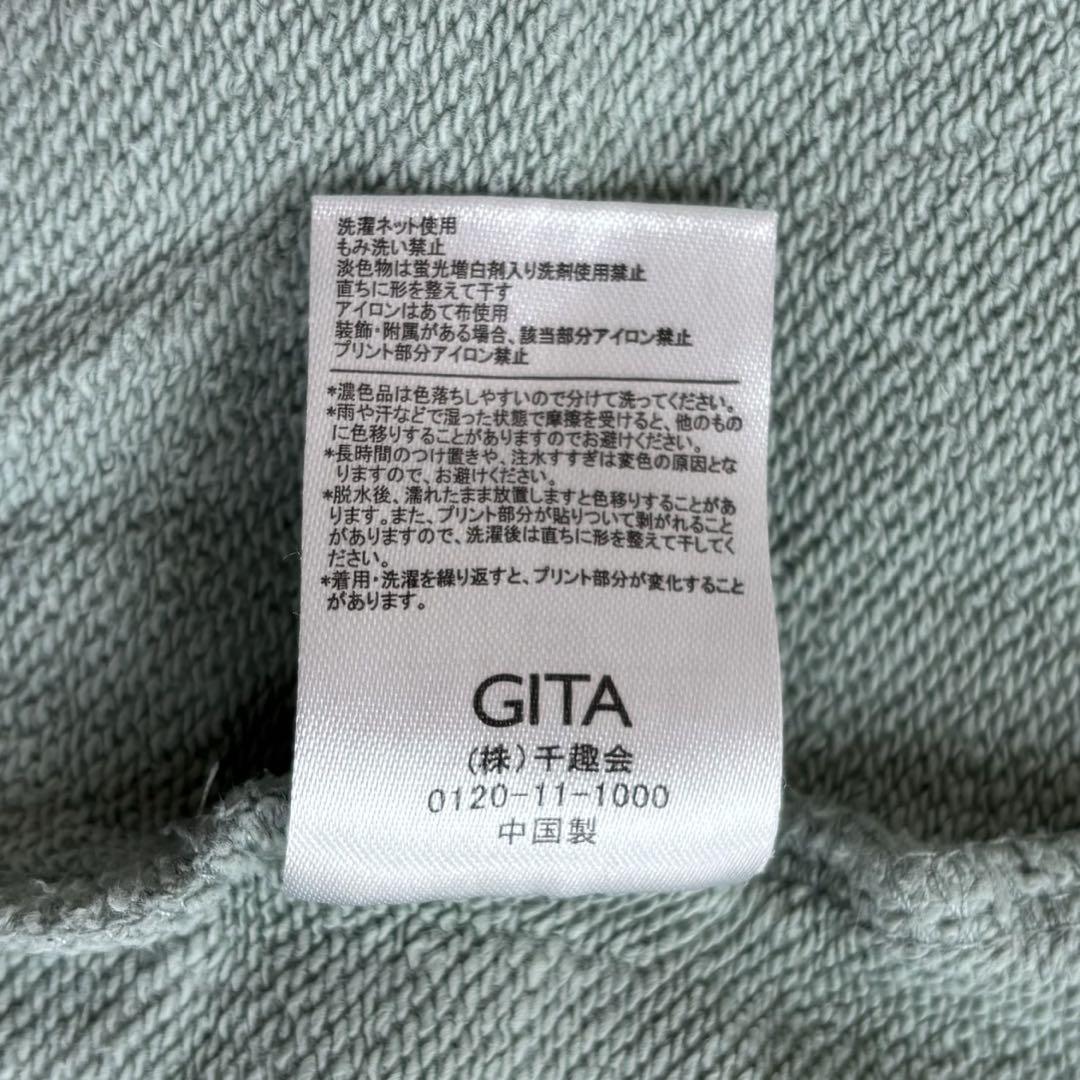 洗濯ネット使用
もみ洗い禁止
淡色物は蛍光増白剤入り洗剤使用禁止
直ちに形を整えて干す
アイロンはあて布使用
装飾・附属がある場合、該当部分アイロン禁止
プリント部分アイロン禁止
*濃色品は色落ちしやすいので分けて洗ってください。
*雨や汗などで湿った状態で摩擦を受けると、他のもの
に色移りすることがありますのでお避けください。
*長時間のつけ置きや、注水すすぎは変色の原因とな
りますので、お避けください。
*脱水後、濡れたまま放置しますと色移りすることがあ
ります。また、プリント部分が貼りついて剥がれること
がありますので、洗濯後は直ちに形を整えて干してく
ださい。
*着用・洗濯を繰り返すと、プリント部分が変化すること
があります。
GITA
(株)千趣会
0120-11-1000
中国製